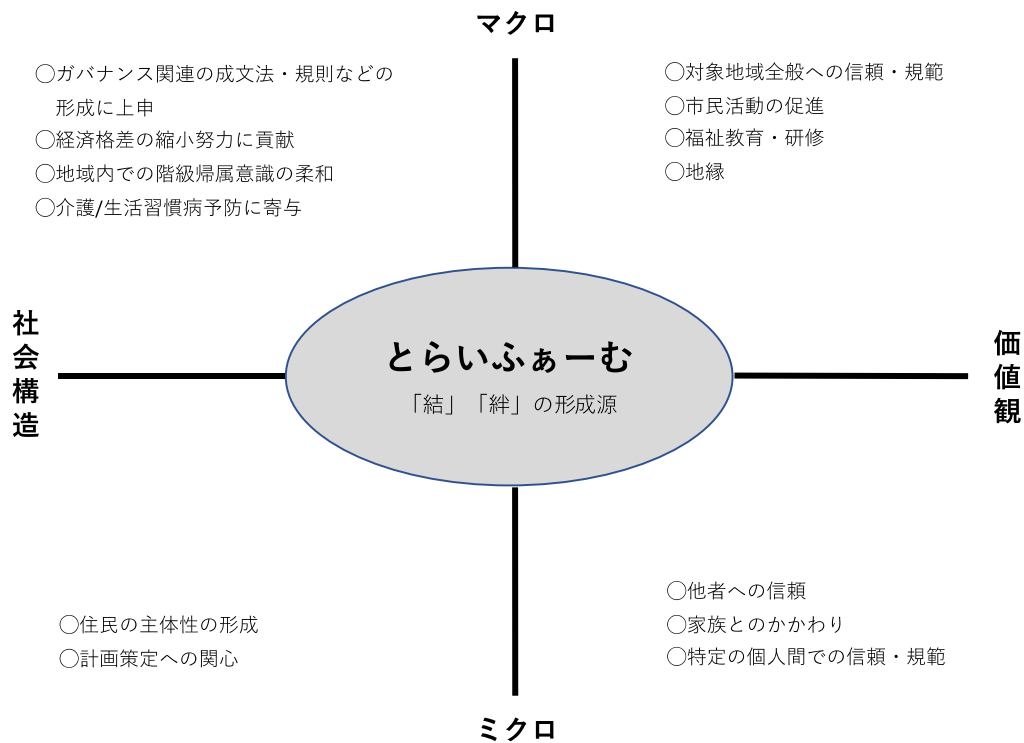 マクロ
○ガバナンス関連の成文法・規則などの
形成に上申
○経済格差の縮小努力に貢献
○地域内での階級帰属意識の柔和
○介護/生活習慣病予防に寄与
○対象地域全般への信頼・規範
○市民活動の促進
○福祉教育・研修
○地縁
社会構造
とらいふぁーむ
「結」「絆」の形成源
価値観
○住民の主体性の形成
○計画策定への関心
○他者への信頼
○家族とのかかわり
○特定の個人間での信頼・規範
ミクロ